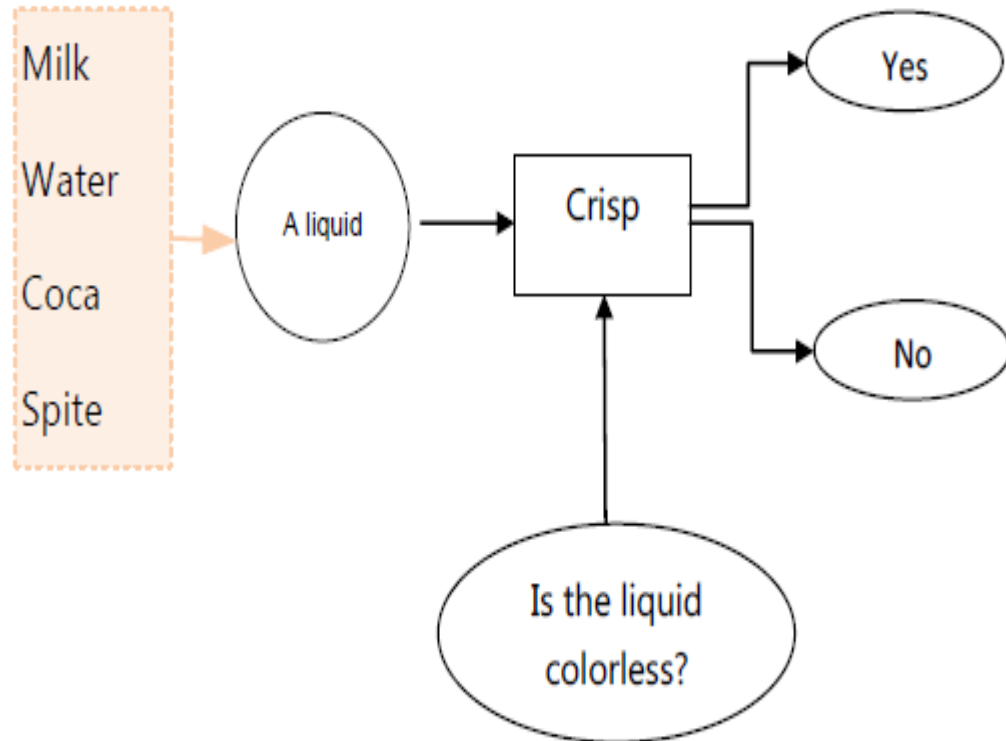 Milk
Water
Coca
Spite
A liquid
Crisp
Yes
No
Is the liquid
colorless?